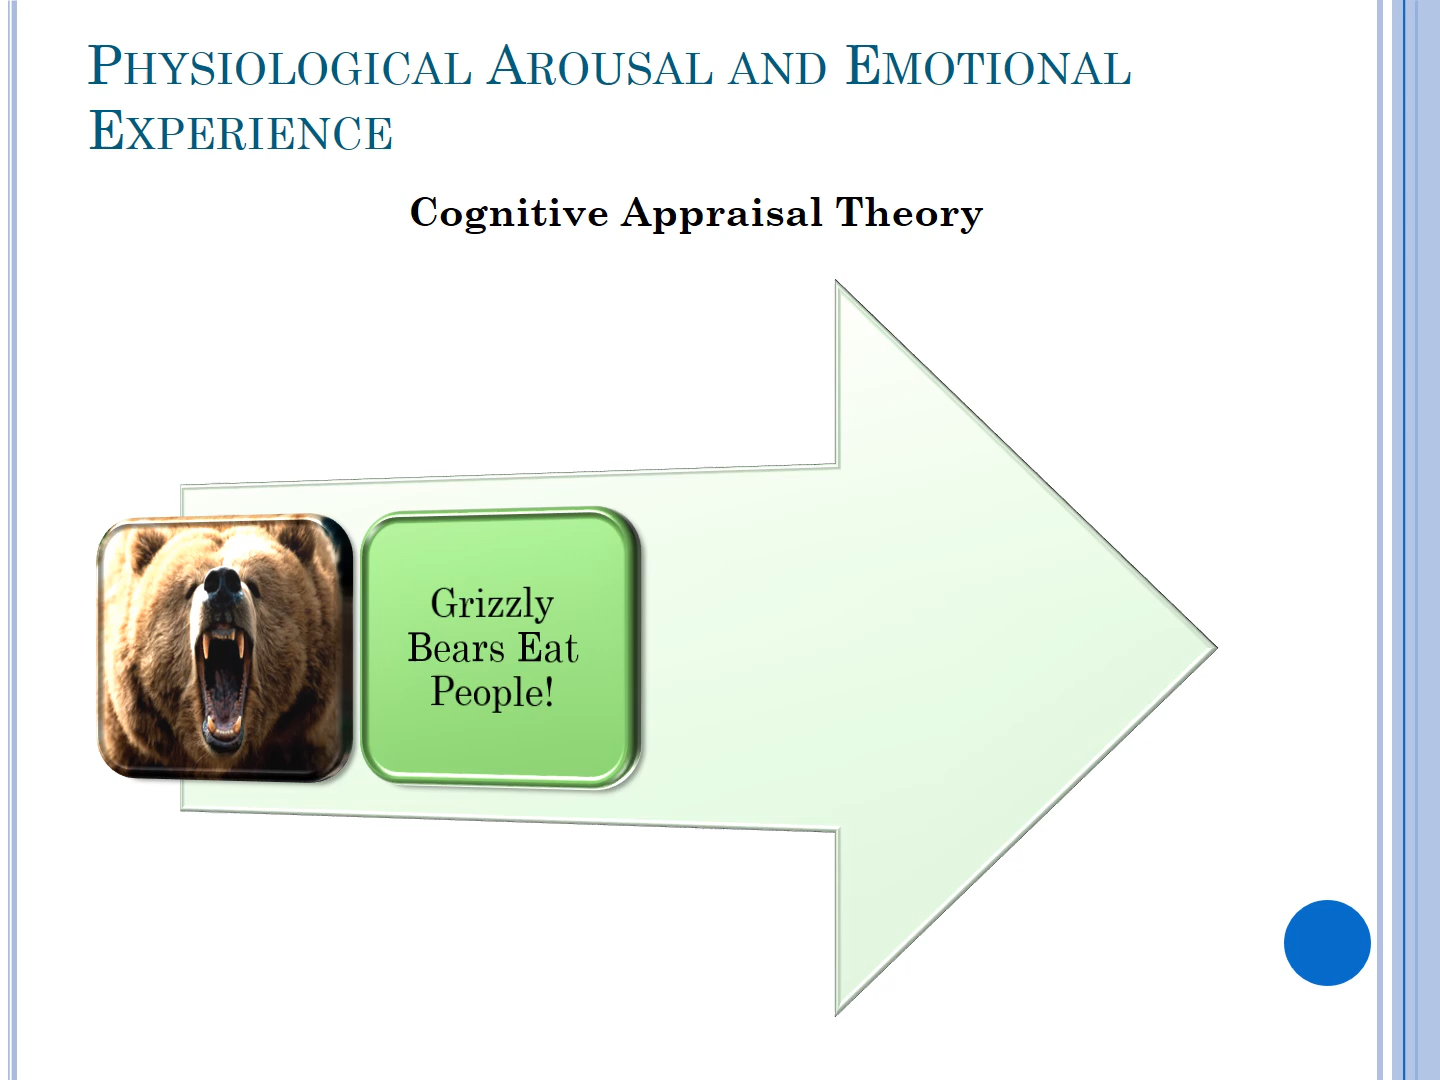 Physiological Arousal and Emotional
Experience
Cognitive Appraisal Theory
Grizzly
Bears Eat
People!